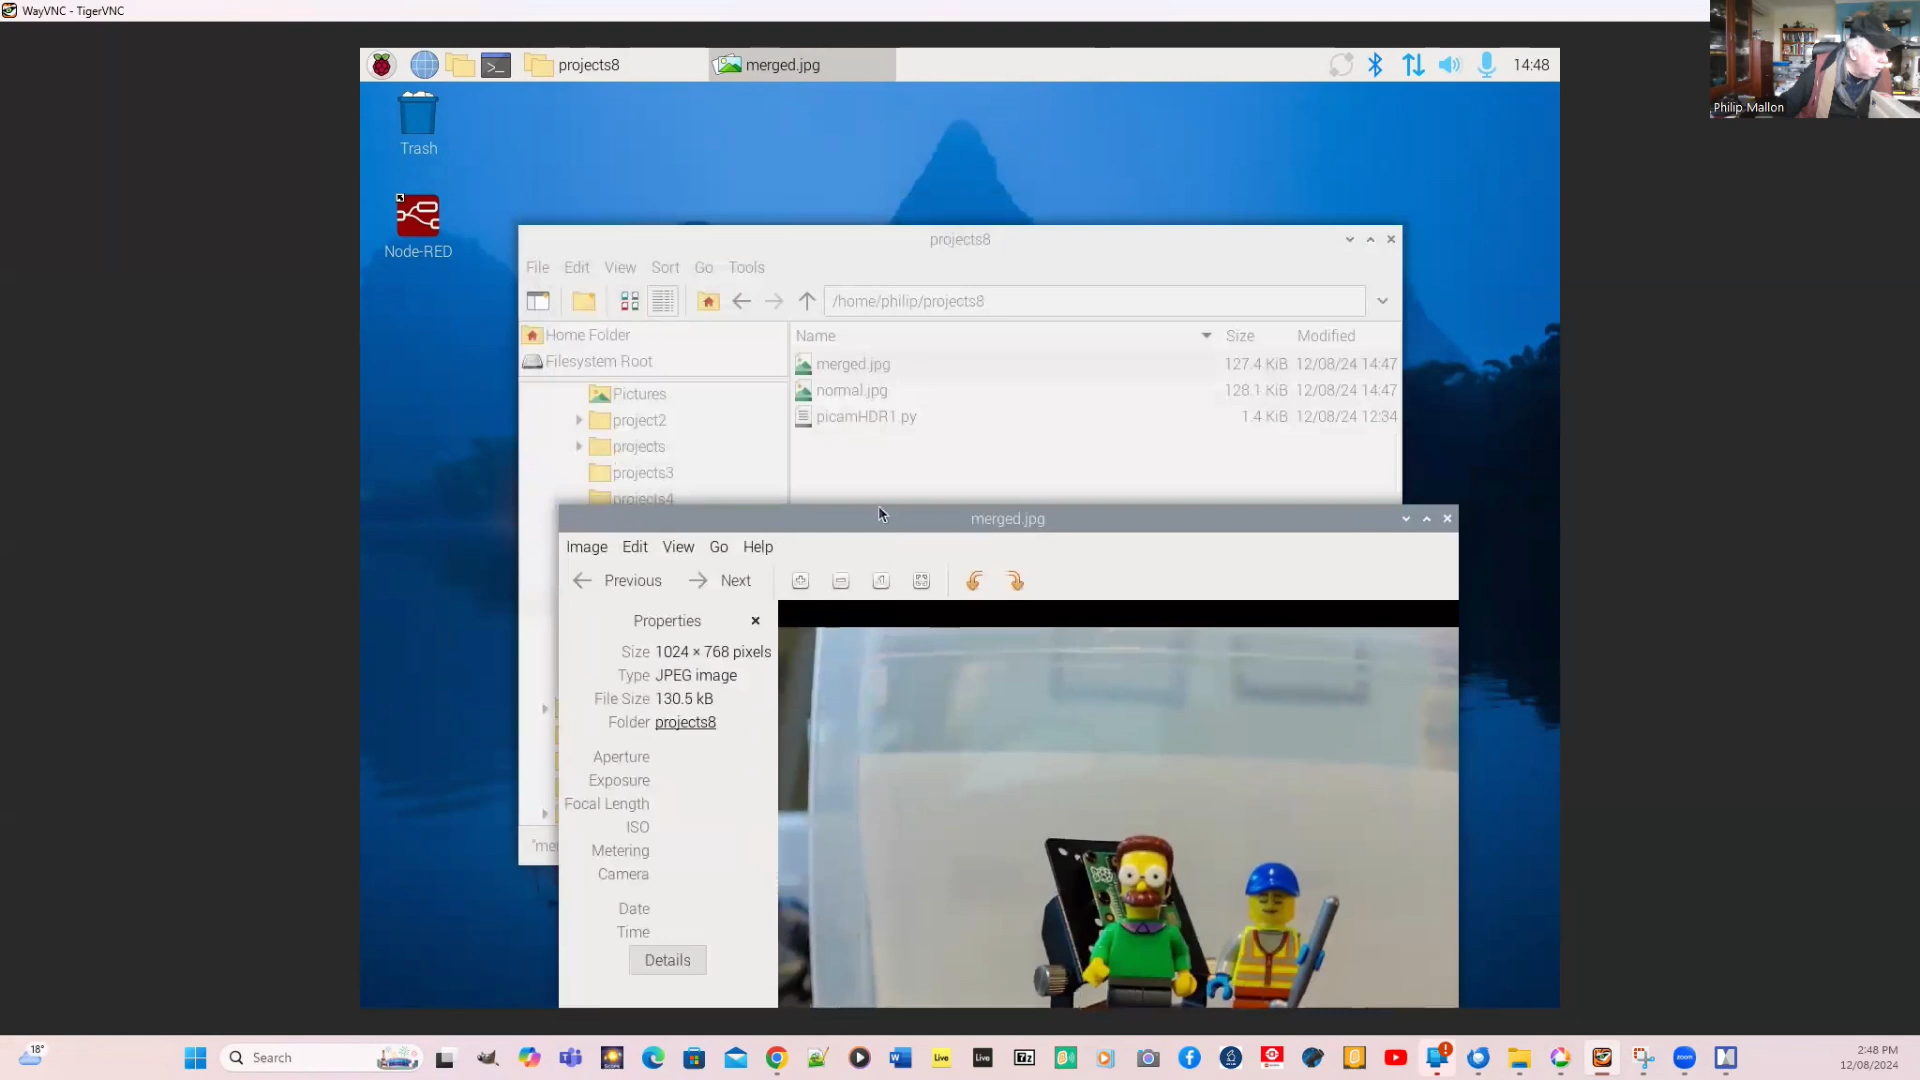 WayVNC - TigerVNC
projects8
merged.jpg
14:48
Philip Mallon
Trash
Node-RED
projects8
File Edit View Sort Go Tools
/home/philip/projects8
Home Folder
Filesystem Root
Pictures
project2
projects
projects3
projects4
Name Size Modified
merged.jpg 127.4 KiB 12/08/24 14:47
normal.jpg 128.1 KiB 12/08/24 14:47
picamHDR1.py 1.4 KiB 12/08/24 12:34
"me
merged.jpg
Image Edit View Go Help
Previous Next
Properties
Size 1024 × 768 pixels
Type JPEG image
File Size 130.5 kB
Folder projects8
Aperture
Exposure
Focal Length
ISO
Metering
Camera
Date
Time
Details
18°
Search
Live
Live
Tz
zoom
2:48 PM
12/08/2024